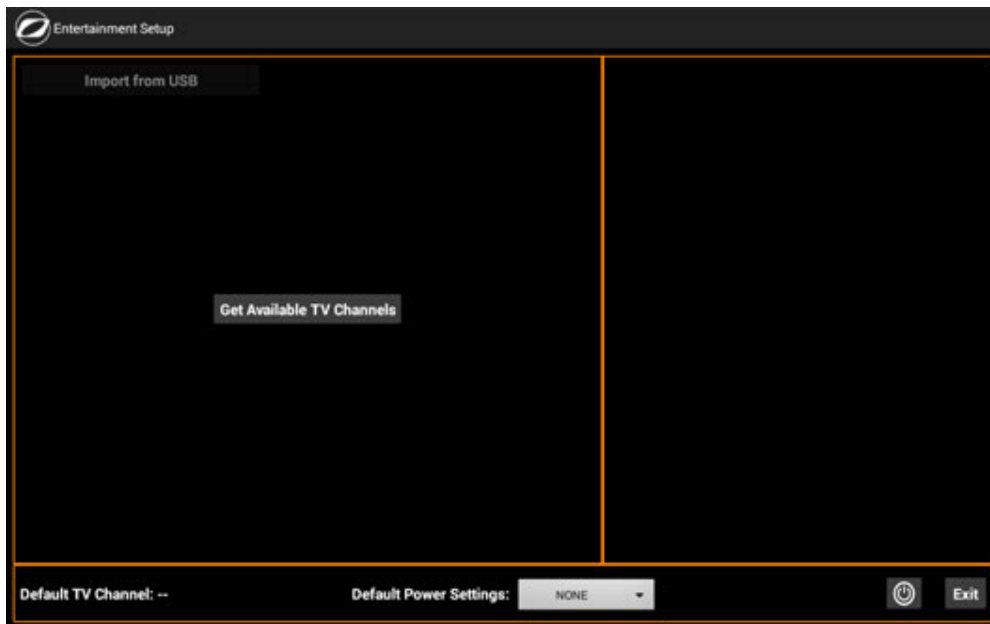 Entertainment Setup
Import from USB
Get Available TV Channels
Default TV Channel: --
Default Power Settings:
NONE
Exit